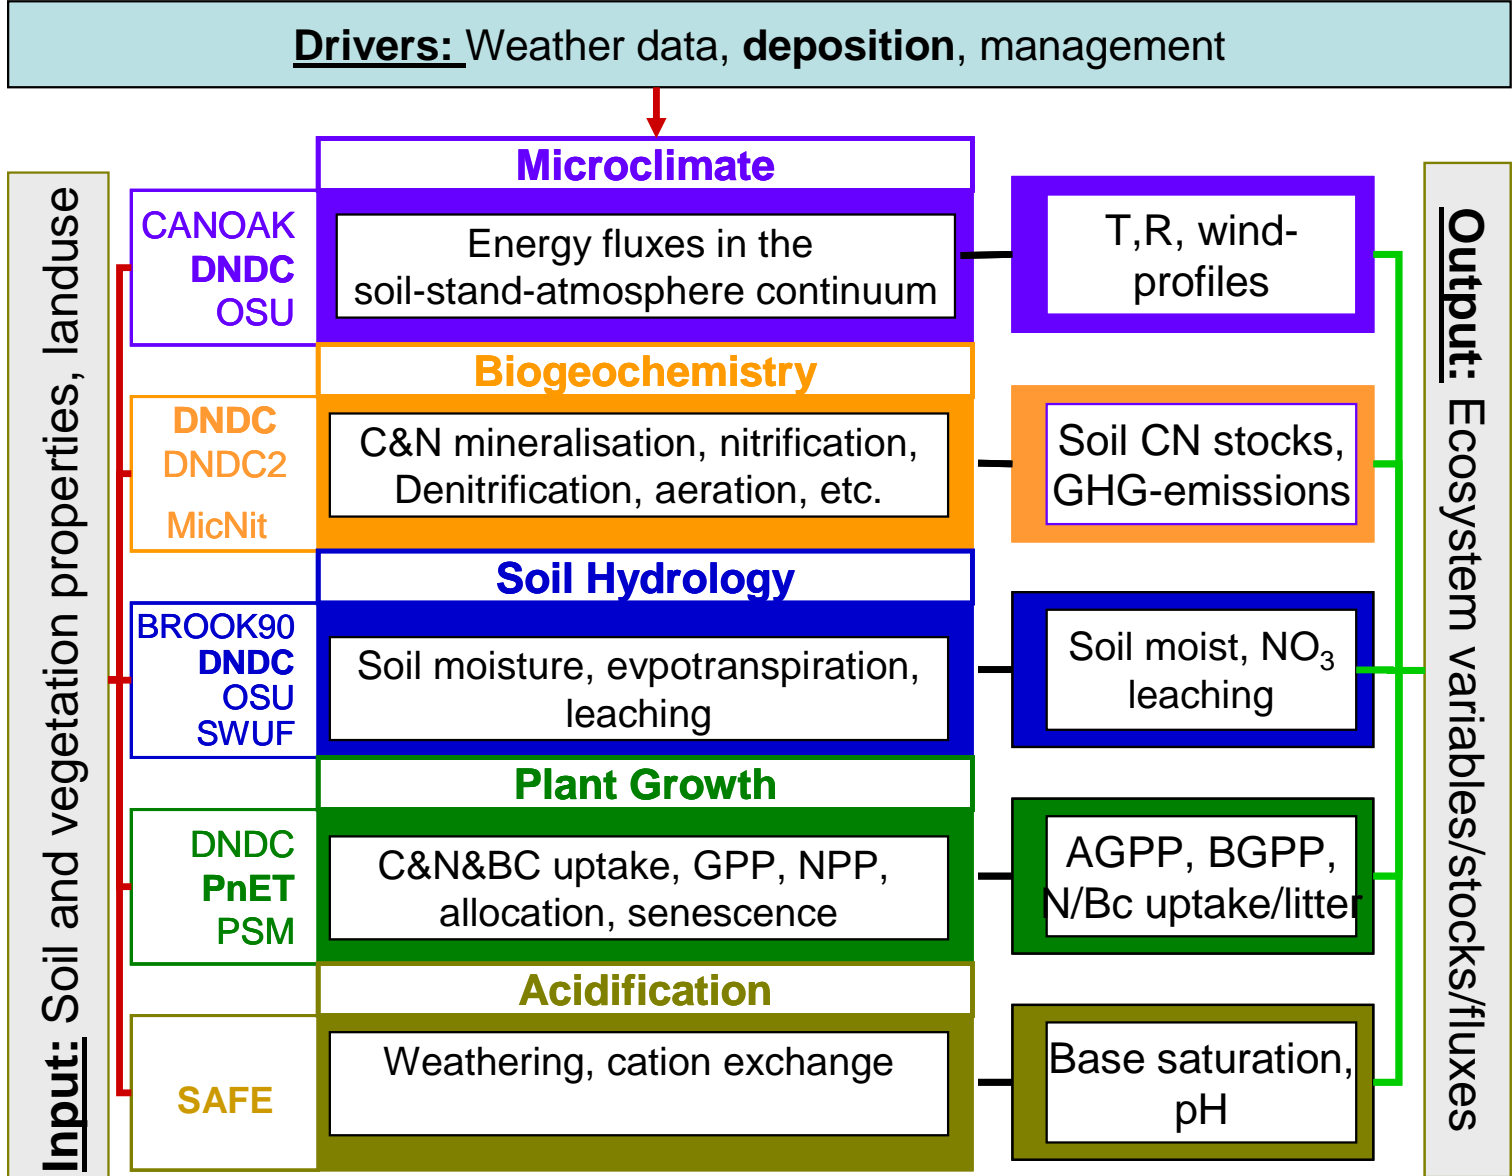 Drivers: Weather data, deposition, management
Input: Soil and vegetation properties, landuse
Microclimate
CANOAK
DNDC
OSU
Energy fluxes in the
soil-stand-atmosphere continuum
T,R, wind-
profiles
Biogeochemistry
DNDC
DNDC2
MicNit
C&N mineralisation, nitrification,
Denitrification, aeration, etc.
Soil CN stocks,
GHG-emissions
Soil Hydrology
BROOK90
DNDC
OSU
SWUF
Soil moisture, evpotranspiration,
leaching
Soil moist, NO₃
leaching
Plant Growth
DNDC
PnET
PSM
C&N&BC uptake, GPP, NPP,
allocation, senescence
AGPP, BGPP,
N/Bc uptake/litter
Acidification
SAFE
Weathering, cation exchange
Base saturation,
pH
Output: Ecosystem variables/stocks/fluxes